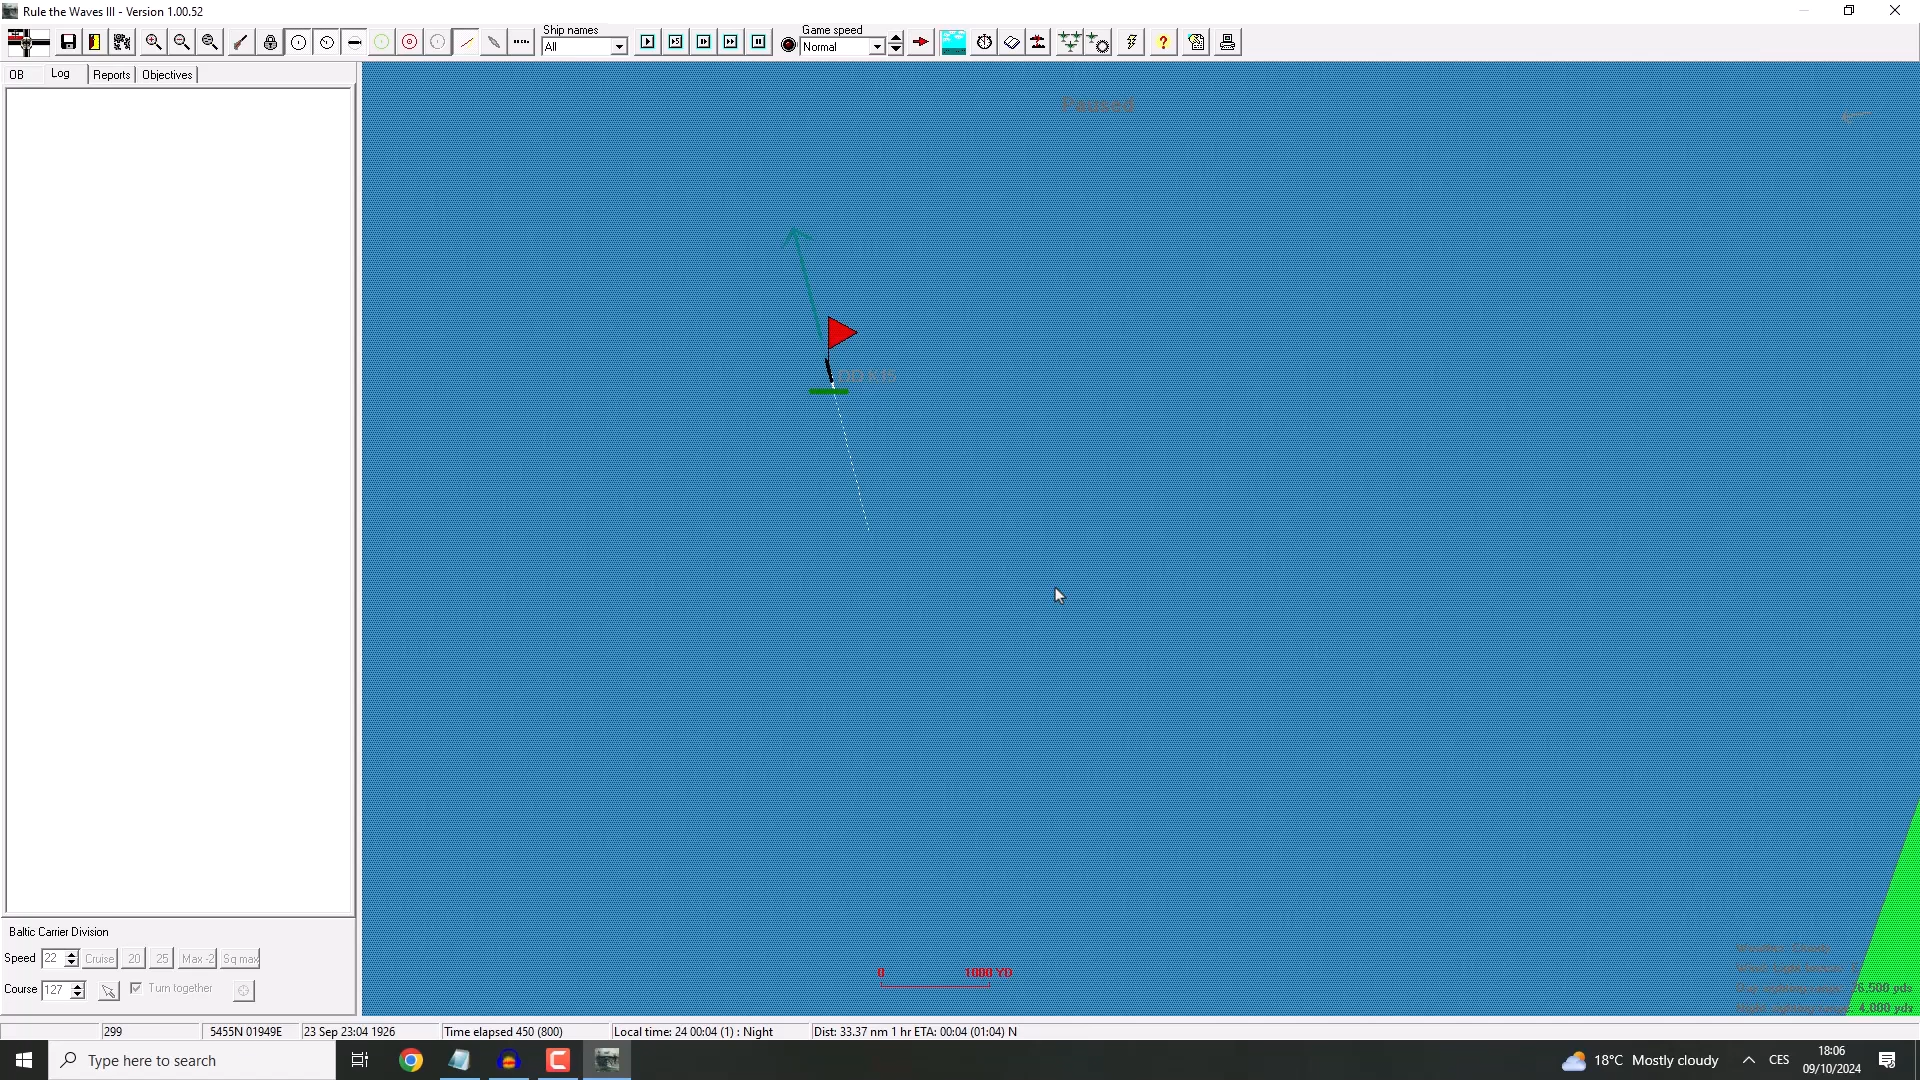 Rule the Waves III - Version 1.00.52
Ship names
All
Game speed
Normal
OB
Log
Reports
Objectives
Paused
DD K35
0
1000 YD
Baltic Carrier Division
Speed 22 Cruise 20 25 Max -2 Sq max
Course 127 Turn together
26,500 yds
4,000 yds
299
5455N 01949E
23 Sep 23:04 1926
Time elapsed 450 (800)
Local time: 24 00:04 (1) : Night
Dist: 33.37 nm 1 hr ETA: 00:04 (01:04) N
Type here to search
18°C Mostly cloudy
CES
18:06
09/10/2024